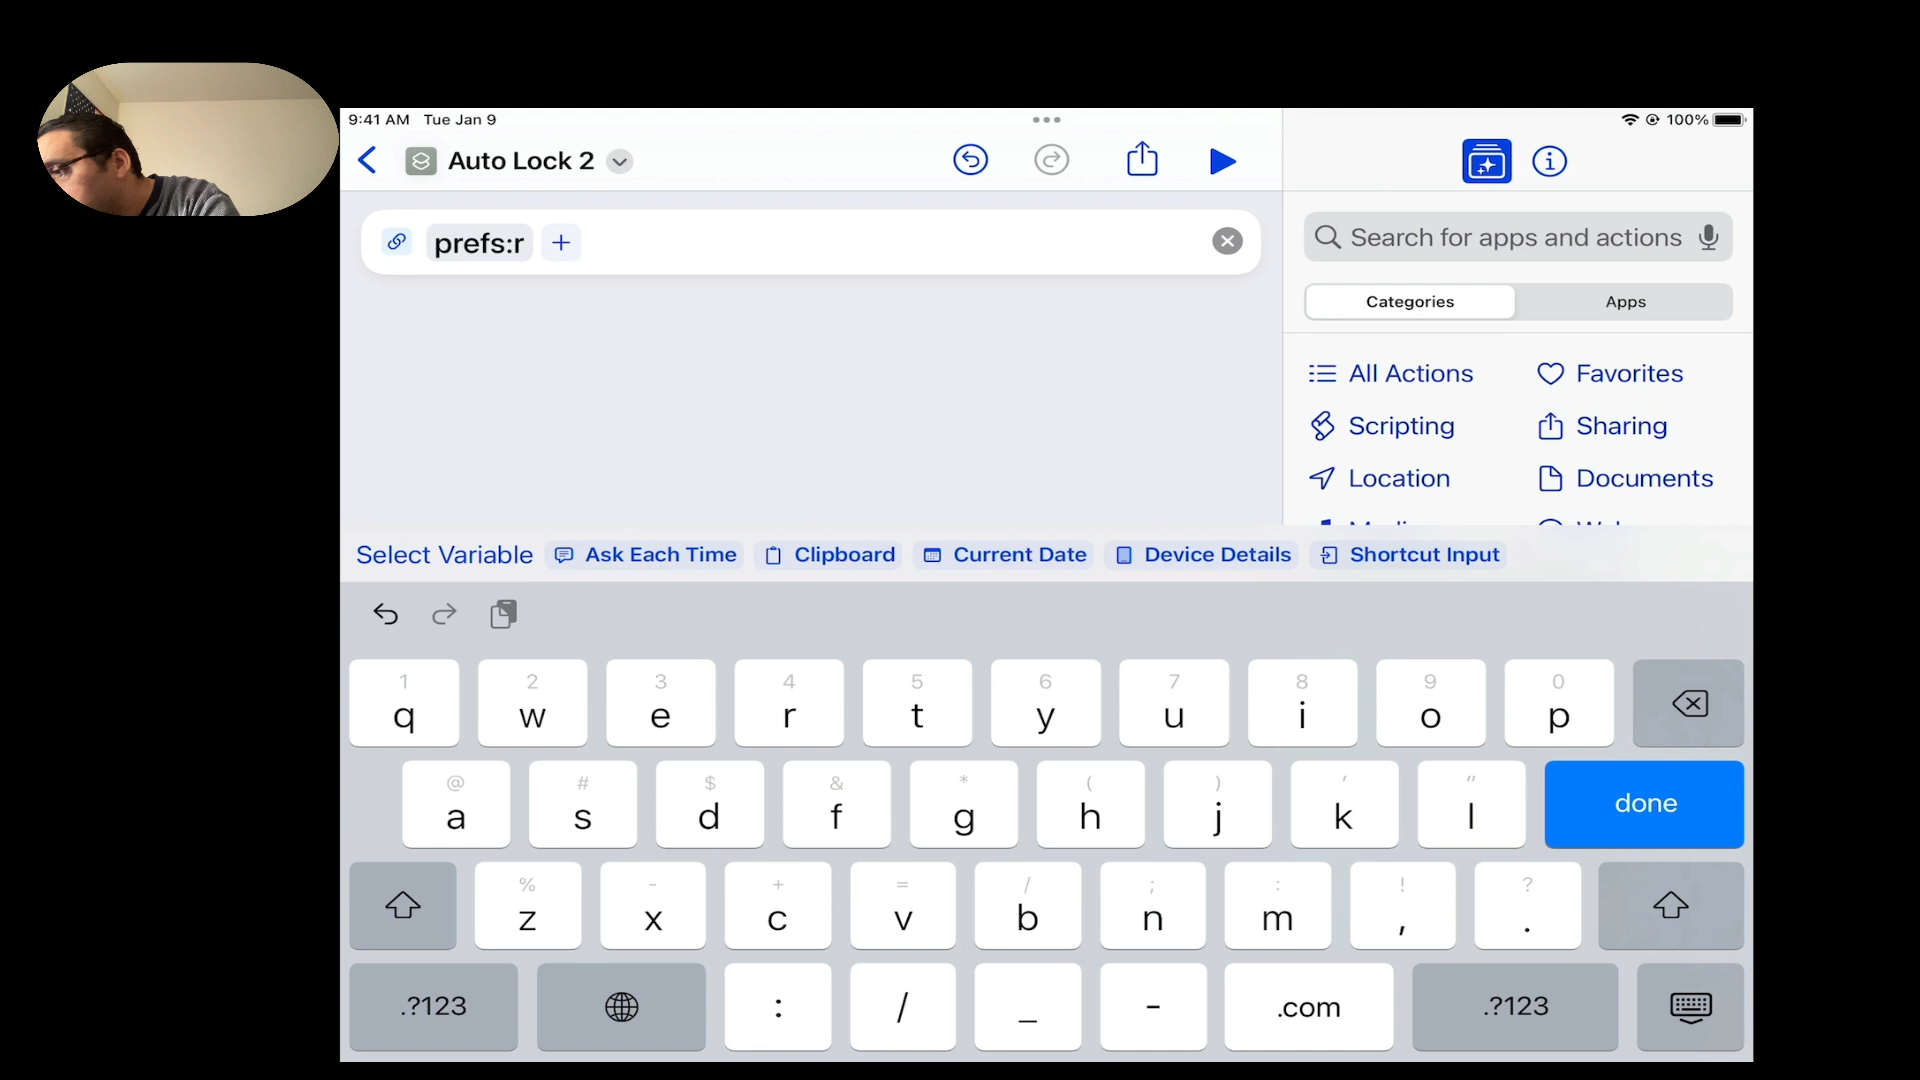 9:41 AM Tue Jan 9
100%
Auto Lock 2
prefs:r
Search for apps and actions
Categories Apps
All Actions Favorites
Scripting Sharing
Location Documents
Select Variable Ask Each Time Clipboard Current Date Device Details Shortcut Input
1 2 3 4 5 6 7 8 9 0
q w e r t y u i o p
@ # $ & * ( ) ' "
a s d f g h j k l done
% - + = / ; : ! ?
z x c v b n m , .
.?123 : / _ - .com .?123